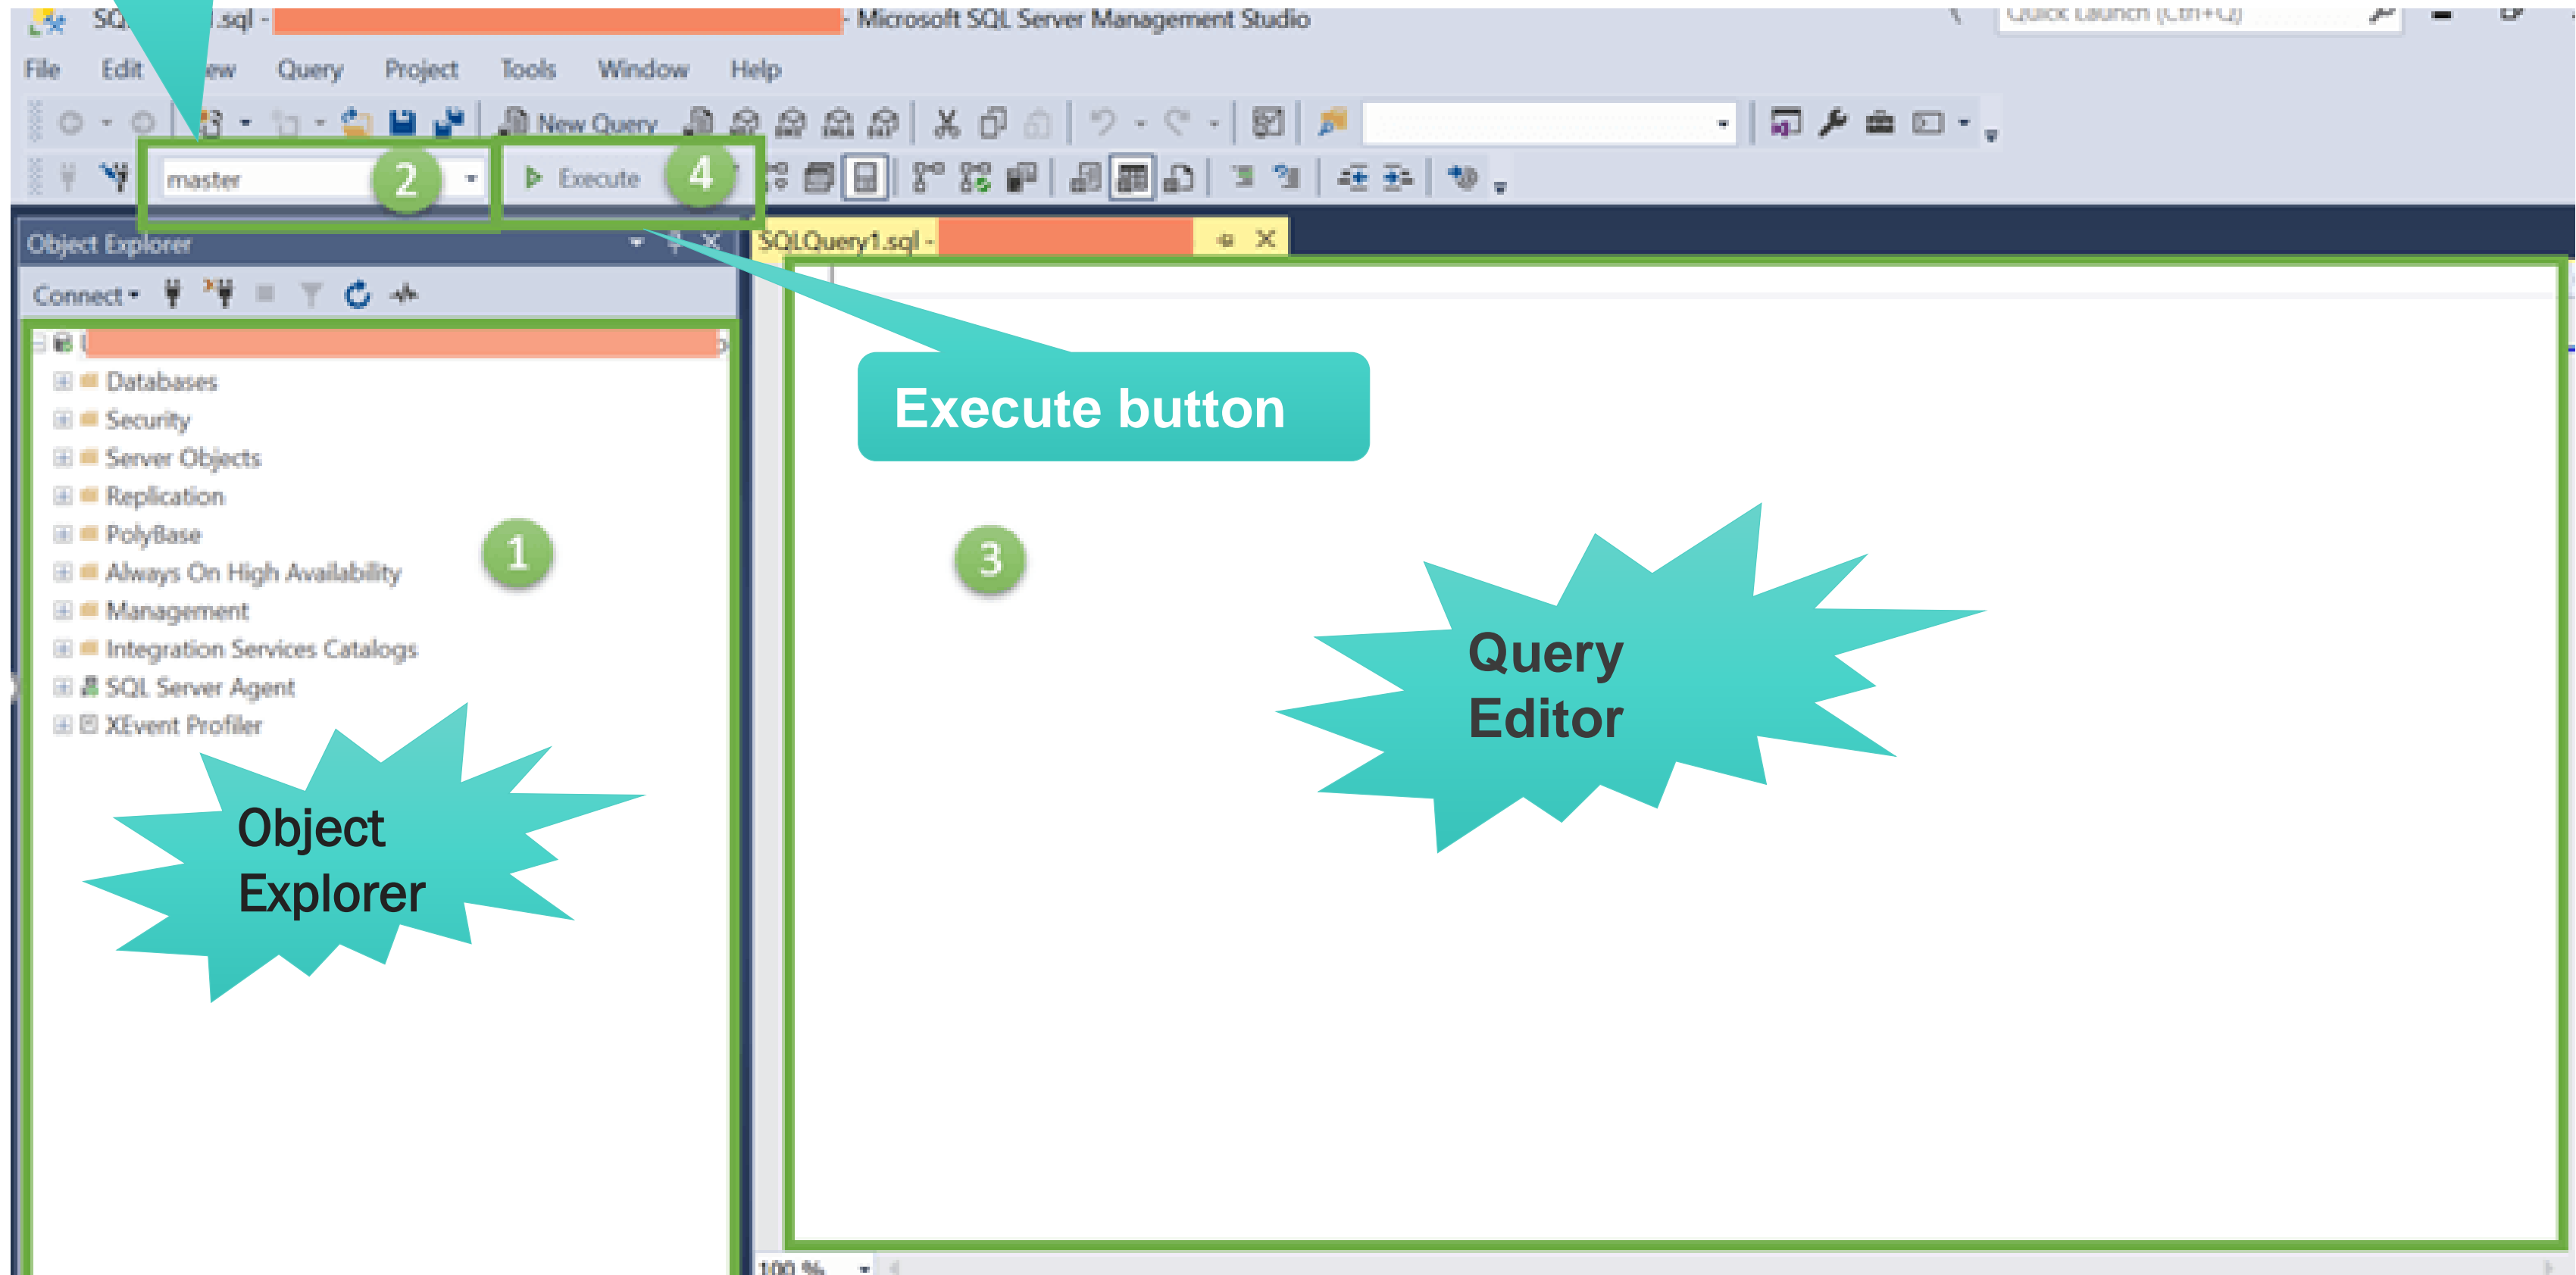 .sql - - Microsoft SQL Server Management Studio Quick Launch (Ctrl+Q)
File Edit ew Query Project Tools Window Help
New Query
master 2 Execute 4
Object Explorer
SQLQuery1.sql -
Connect
Databases
Security
Server Objects
Replication
PolyBase
Always On High Availability
Management
Integration Services Catalogs
SQL Server Agent
XEvent Profiler
1
Object
Explorer
Execute button
3
Query
Editor
100 %